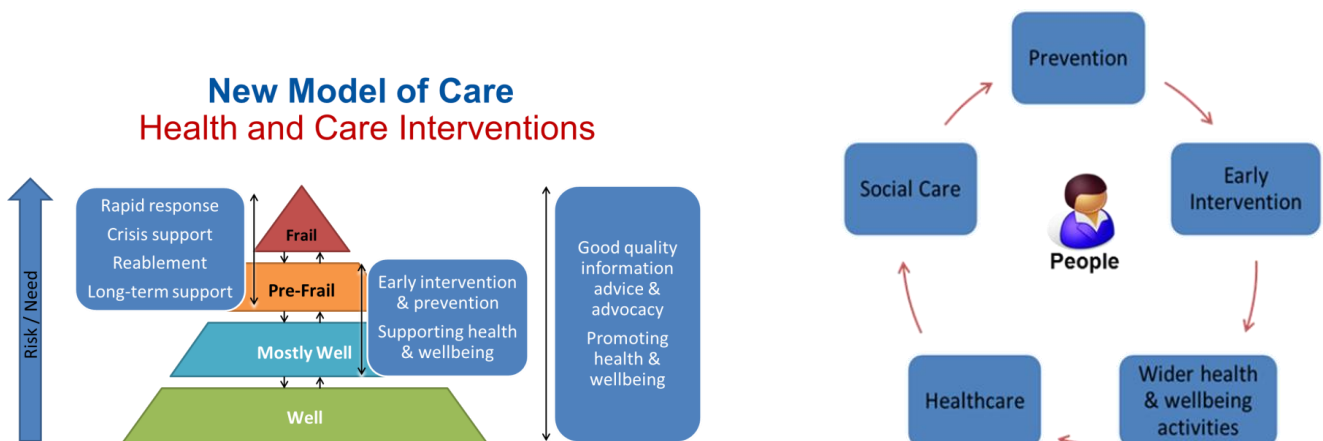 New Model of Care
Health and Care Interventions
Risk / Need
Rapid response
Crisis support
Reablement
Long-term support
Frail
Pre-Frail
Mostly Well
Well
Early intervention
& prevention
Supporting health
& wellbeing
Good quality
information
advice &
advocacy
Promoting
health &
wellbeing
Prevention
Early
Intervention
Wider health
& wellbeing
activities
Healthcare
Social Care
People